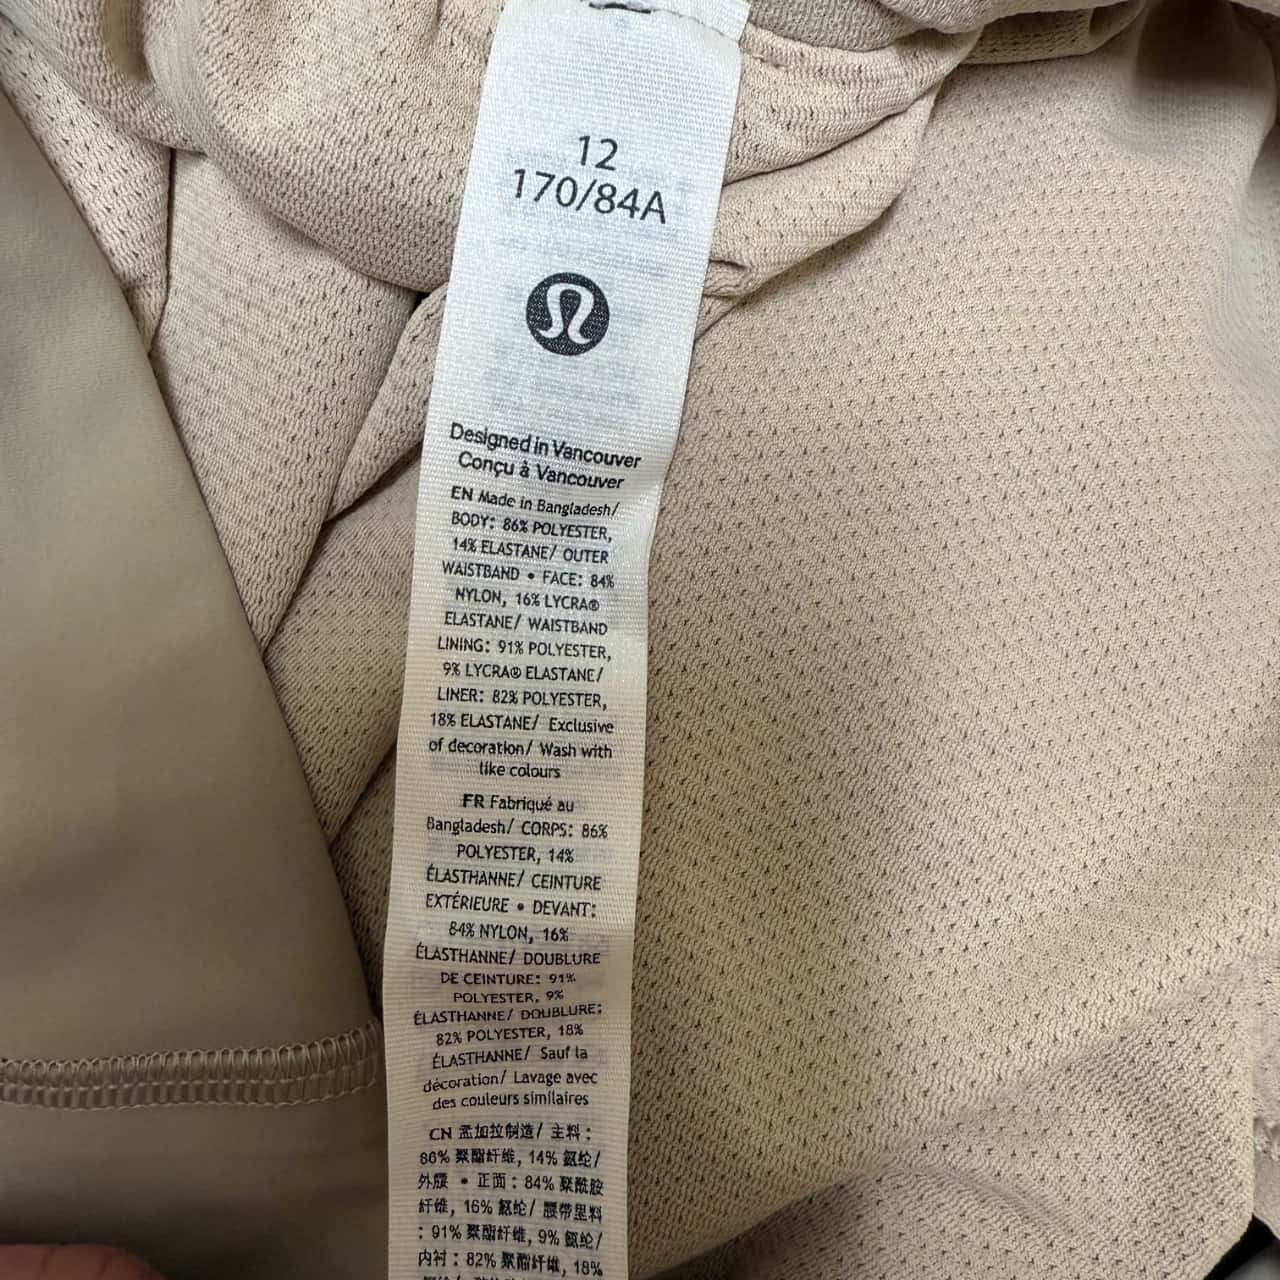 12
170/84A
Designed in Vancouver
Conçu à Vancouver
EN Made in Bangladesh/
BODY: 86% POLYESTER,
14% ELASTANE/ OUTER
WAISTBAND • FACE: 84%
NYLON, 16% LYCRA®
ELASTANE/ WAISTBAND
LINING: 91% POLYESTER,
9% LYCRA® ELASTANE/
LINER: 82% POLYESTER,
18% ELASTANE/ Exclusive
of decoration/ Wash with
like colours
FR Fabriqué au
Bangladesh/ CORPS: 86%
POLYESTER, 14%
ÉLASTHANNE/ CEINTURE
EXTÉRIEURE • DEVANT:
84% NYLON, 16%
ÉLASTHANNE/ DOUBLURE
DE CEINTURE: 91%
POLYESTER, 9%
ÉLASTHANNE/ DOUBLURE:
82% POLYESTER, 18%
ÉLASTHANNE/ Sauf la
décoration/ Lavage avec
des couleurs similaires
CN 孟加拉制造/ 主料：
86% 聚酯纤维, 14% 氨纶/
外腰 • 正面：84% 聚酰胺
纤维, 16% 氨纶/ 腰带里料
：91% 聚酯纤维, 9% 氨纶/
内衬：82% 聚酯纤维, 18%